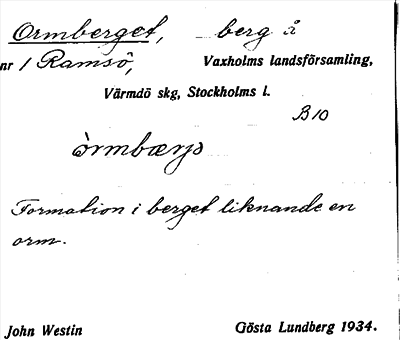 Ormberget, berg å
nr 1 Ramsö, Vaxholms landsförsamling,
Värmdö skg, Stockholms l.
B10
òrmbærjə
Formation i berget liknande en
orm.
John Westin Gösta Lundberg 1934.